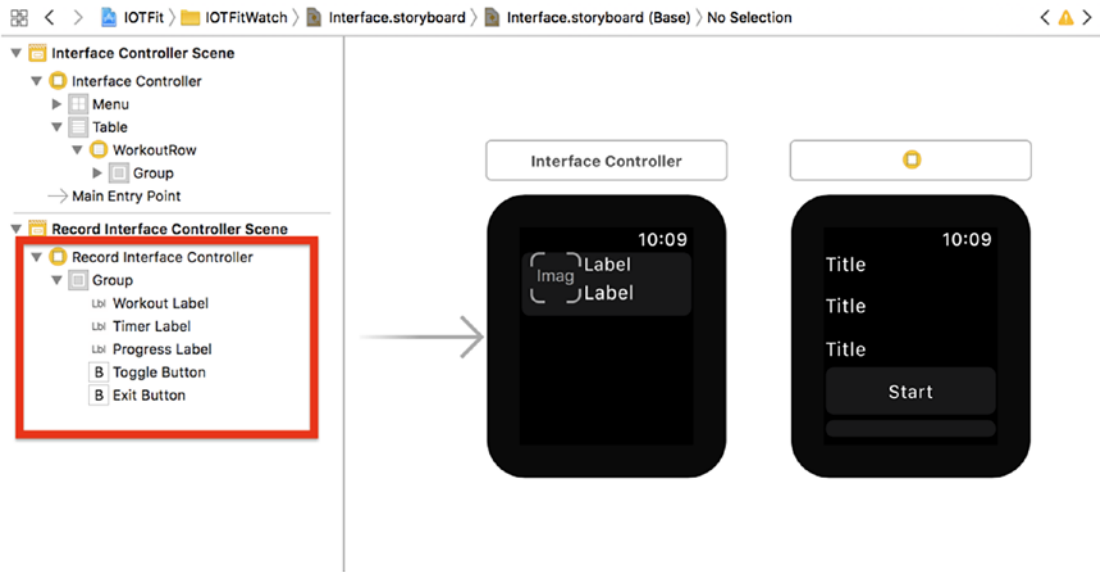 IOTFit 〉 IOTFitWatch 〉 Interface.storyboard 〉 Interface.storyboard (Base) 〉 No Selection
Interface Controller Scene
Interface Controller
Menu
Table
WorkoutRow
Group
Main Entry Point
Record Interface Controller Scene
Record Interface Controller
Group
Lbl Workout Label
Lbl Timer Label
Lbl Progress Label
B Toggle Button
B Exit Button
Interface Controller
10:09
Imag
Label
Label
10:09
Title
Title
Title
Start